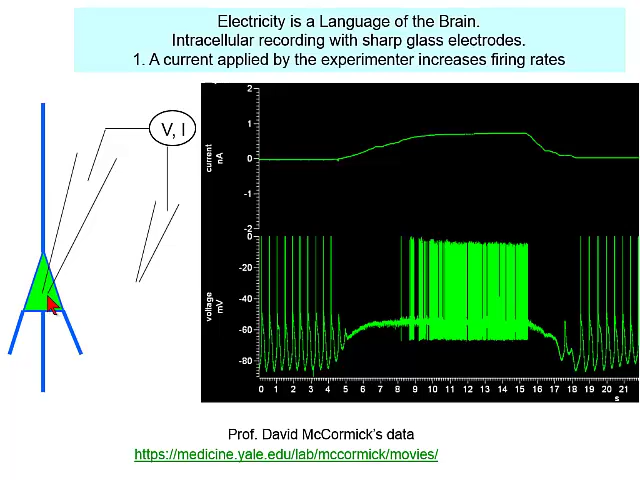 Electricity is a Language of the Brain.
Intracellular recording with sharp glass electrodes.
1. A current applied by the experimenter increases firing rates
V, I
current
nA
2
1
0
-1
-2
voltage
mV
0
-20
-40
-60
-80
0 1 2 3 4 5 6 7 8 9 10 11 12 13 14 15 16 17 18 19 20 21
s
Prof. David McCormick's data
https://medicine.yale.edu/lab/mccormick/movies/